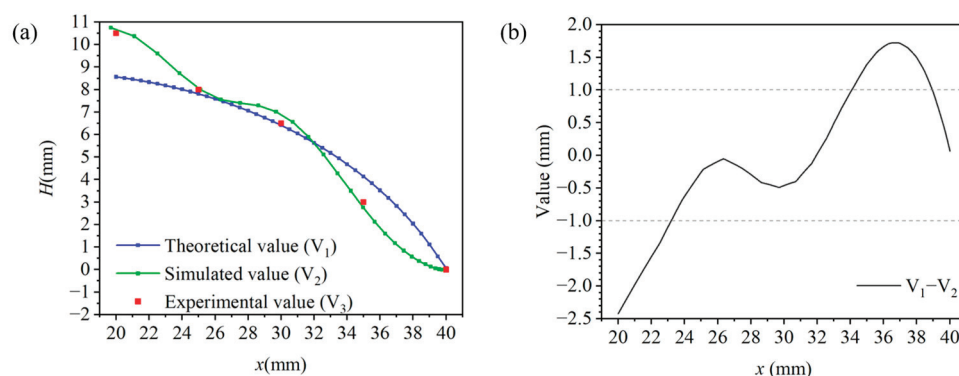 (a)
H(mm)
11
10
9
8
7
6
5
4
3
2
1
0
−1
−2
Theoretical value (V1)
Simulated value (V2)
Experimental value (V3)
20 22 24 26 28 30 32 34 36 38 40
x(mm)
(b)
Value (mm)
2.0
1.5
1.0
0.5
0.0
-0.5
-1.0
-1.5
-2.0
-2.5
V1−V2
20 22 24 26 28 30 32 34 36 38 40
x (mm)